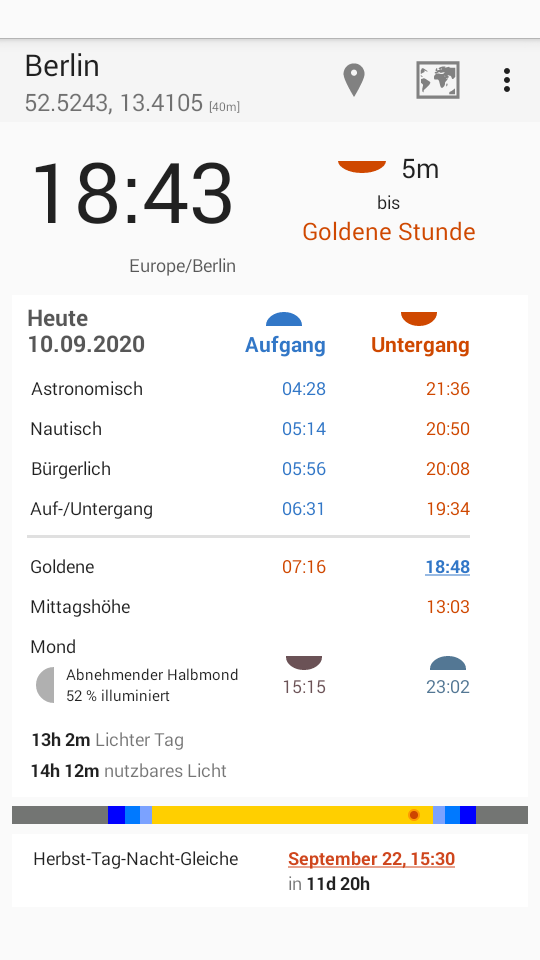 Berlin
52.5243, 13.4105 [40m]
18:43
5m
bis
Goldene Stunde
Europe/Berlin
Heute
10.09.2020
Aufgang
Untergang
Astronomisch 04:28 21:36
Nautisch 05:14 20:50
Bürgerlich 05:56 20:08
Auf-/Untergang 06:31 19:34
Goldene 07:16 18:48
Mittagshöhe 13:03
Mond
Abnehmender Halbmond
52 % illuminiert
15:15 23:02
13h 2m Lichter Tag
14h 12m nutzbares Licht
Herbst-Tag-Nacht-Gleiche September 22, 15:30
in 11d 20h